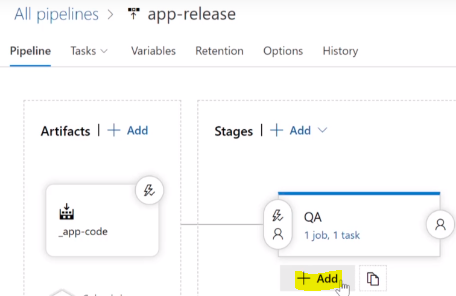 All pipelines > app-release
Pipeline Tasks Variables Retention Options History
Artifacts | + Add
Stages | + Add
_app-code
QA
1 job, 1 task
+ Add